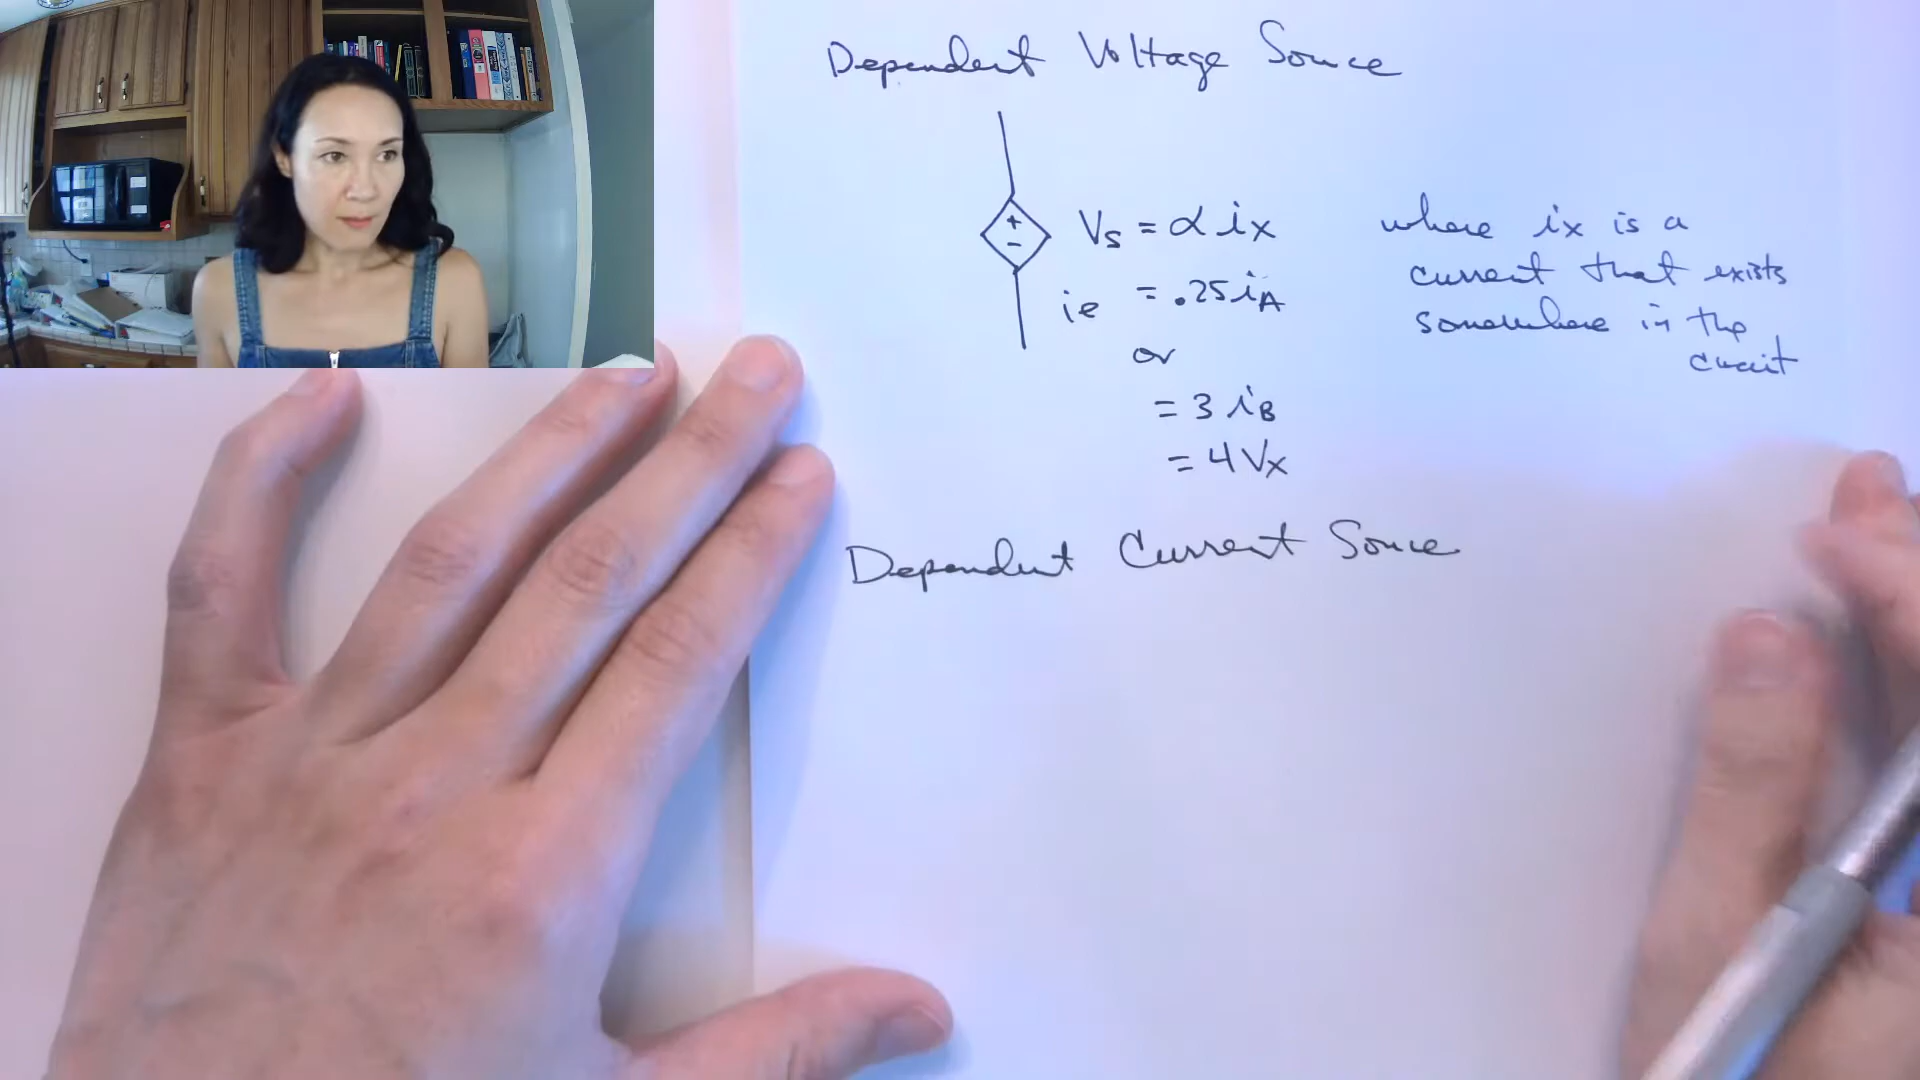 Dependent Voltage Source
+
-
Vs = α ix
ie = .25 iA
or
= 3 iB
= 4 Vx
where ix is a
current that exists
somewhere in the
circuit
Dependent Current Source